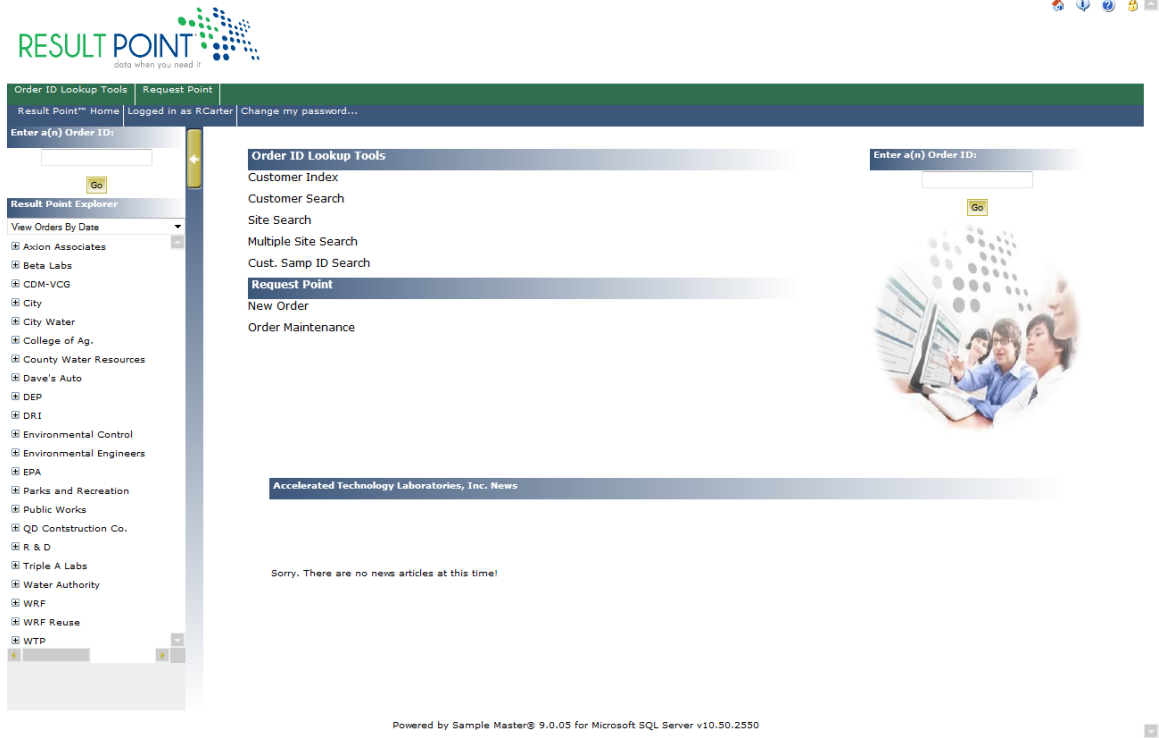 RESULT POINT
data when you need it
Order ID Lookup Tools Request Point
Result Point™ Home Logged in as RCarter Change my password...
Enter a(n) Order ID:
Go
Result Point Explorer
View Orders By Date
Axion Associates
Beta Labs
CDM-VCG
City
City Water
College of Ag.
County Water Resources
Dave's Auto
DEP
DRI
Environmental Control
Environmental Engineers
EPA
Parks and Recreation
Public Works
QD Contstruction Co.
R & D
Triple A Labs
Water Authority
WRF
WRF Reuse
WTP
Order ID Lookup Tools
Customer Index
Customer Search
Site Search
Multiple Site Search
Cust. Samp ID Search
Request Point
New Order
Order Maintenance
Enter a(n) Order ID:
Go
Accelerated Technology Laboratories, Inc. News
Sorry. There are no news articles at this time!
Powered by Sample Master® 9.0.05 for Microsoft SQL Server v10.50.2550